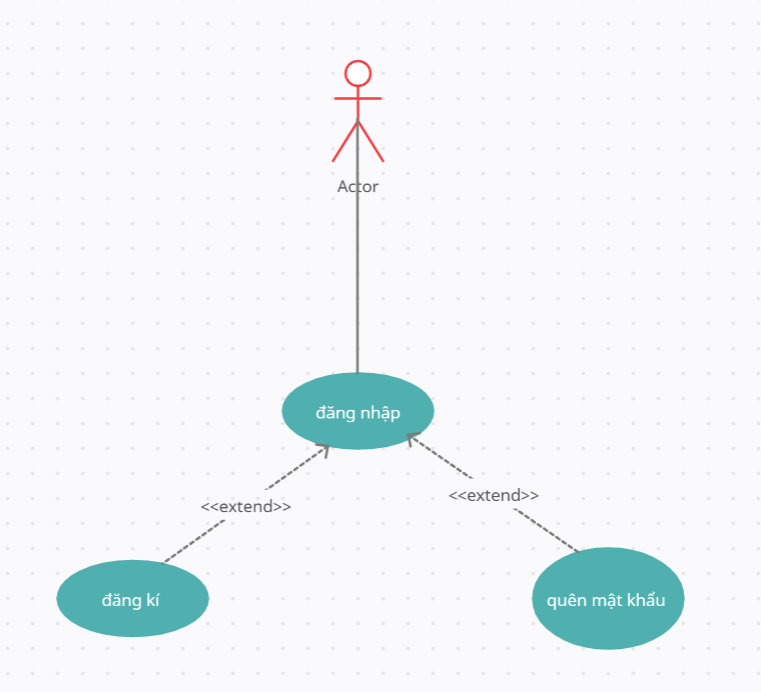 Actor
đăng nhập
<<extend>>
<<extend>>
đăng kí
quên mật khẩu